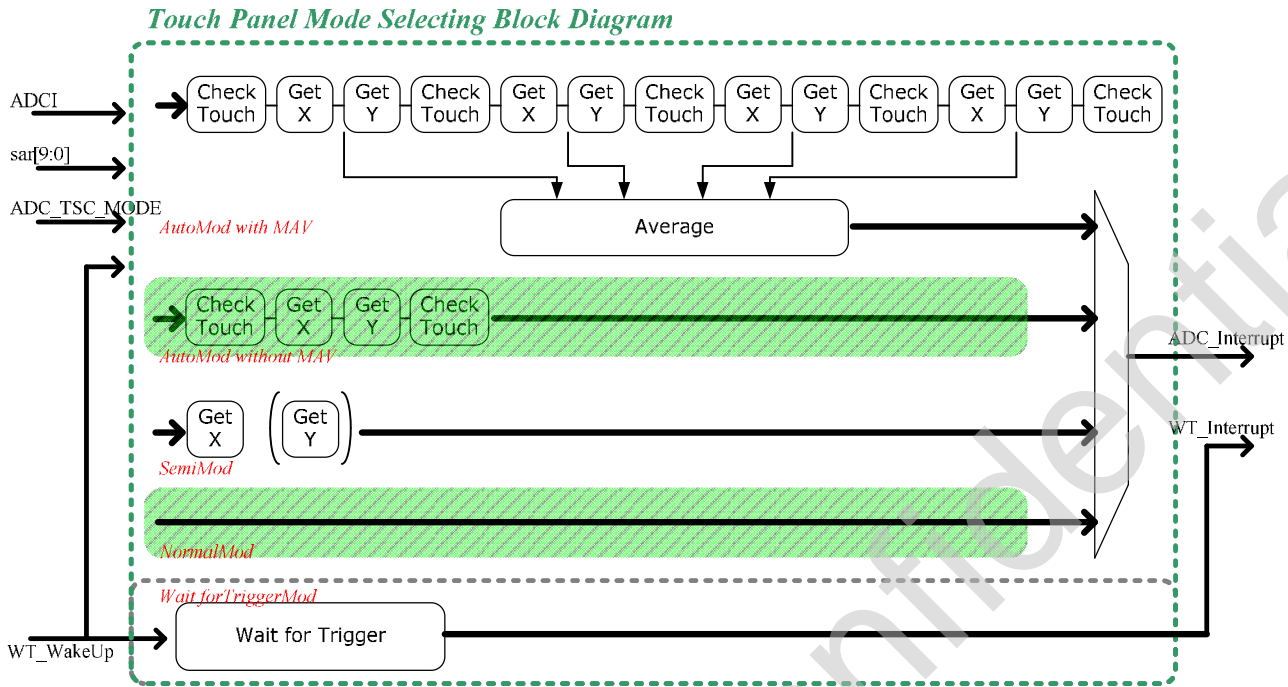 Touch Panel Mode Selecting Block Diagram
ADCI
sar[9:0]
ADC_TSC_MODE
Check
Touch
Get
X
Get
Y
Check
Touch
Get
X
Get
Y
Check
Touch
Get
X
Get
Y
Check
Touch
Get
X
Get
Y
Check
Touch
AutoMod with MAV
Average
Check
Touch
Get
X
Get
Y
Check
Touch
AutoMod without MAV
ADC_Interrupt
Get
X
(Get
Y)
SemiMod
WT_Interrupt
NormalMod
Wait forTriggerMod
Wait for Trigger
WT_WakeUp
nfidentia